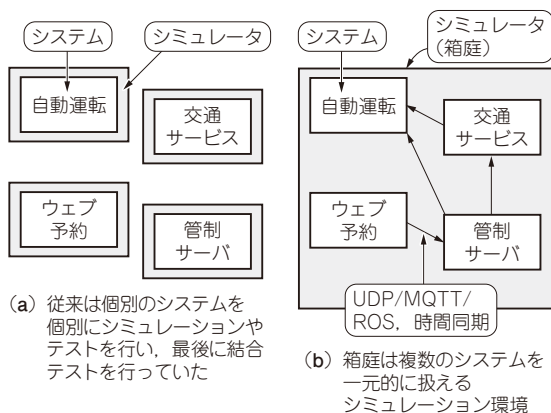 システム
シミュレータ
自動運転
交通
サービス
ウェブ
予約
管制
サーバ
(a) 従来は個別のシステムを
個別にシミュレーションや
テストを行い,最後に結合
テストを行っていた
システム
シミュレータ
(箱庭)
自動運転
交通
サービス
ウェブ
予約
管制
サーバ
UDP/MQTT/
ROS,時間同期
(b) 箱庭は複数のシステムを
一元的に扱える
シミュレーション環境